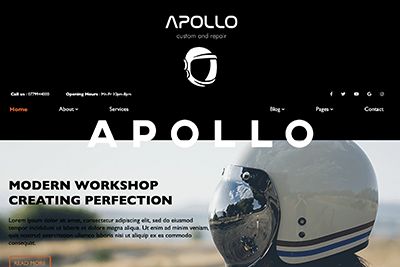 APOLLO
custom and repair
Call us : 0779944000 Opening Hours : Mn-Fr 10pm-8pm
Home About Services Blog Pages Contact
APOLLO
MODERN WORKSHOP
CREATING PERFECTION
Lorem ipsum dolor sit amet, consectetur adipiscing elit, sed do eiusmod
tempor incididunt ut labore et dolore magna aliqua. Ut enim ad minim veniam,
quis nostrud exercitation ullamco laboris nisi ut aliquip ex ea commodo
consequat.
READ MORE